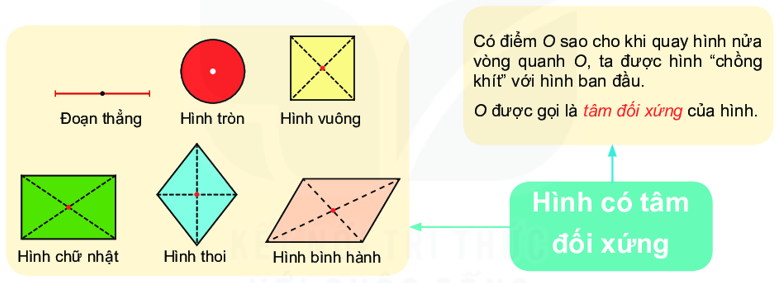 Có điểm O sao cho khi quay hình nửa
vòng quanh O, ta được hình “chồng
khít” với hình ban đầu.
O được gọi là tâm đối xứng của hình.
Đoạn thẳng
Hình tròn
Hình vuông
Hình chữ nhật
Hình thoi
Hình bình hành
Hình có tâm
đối xứng